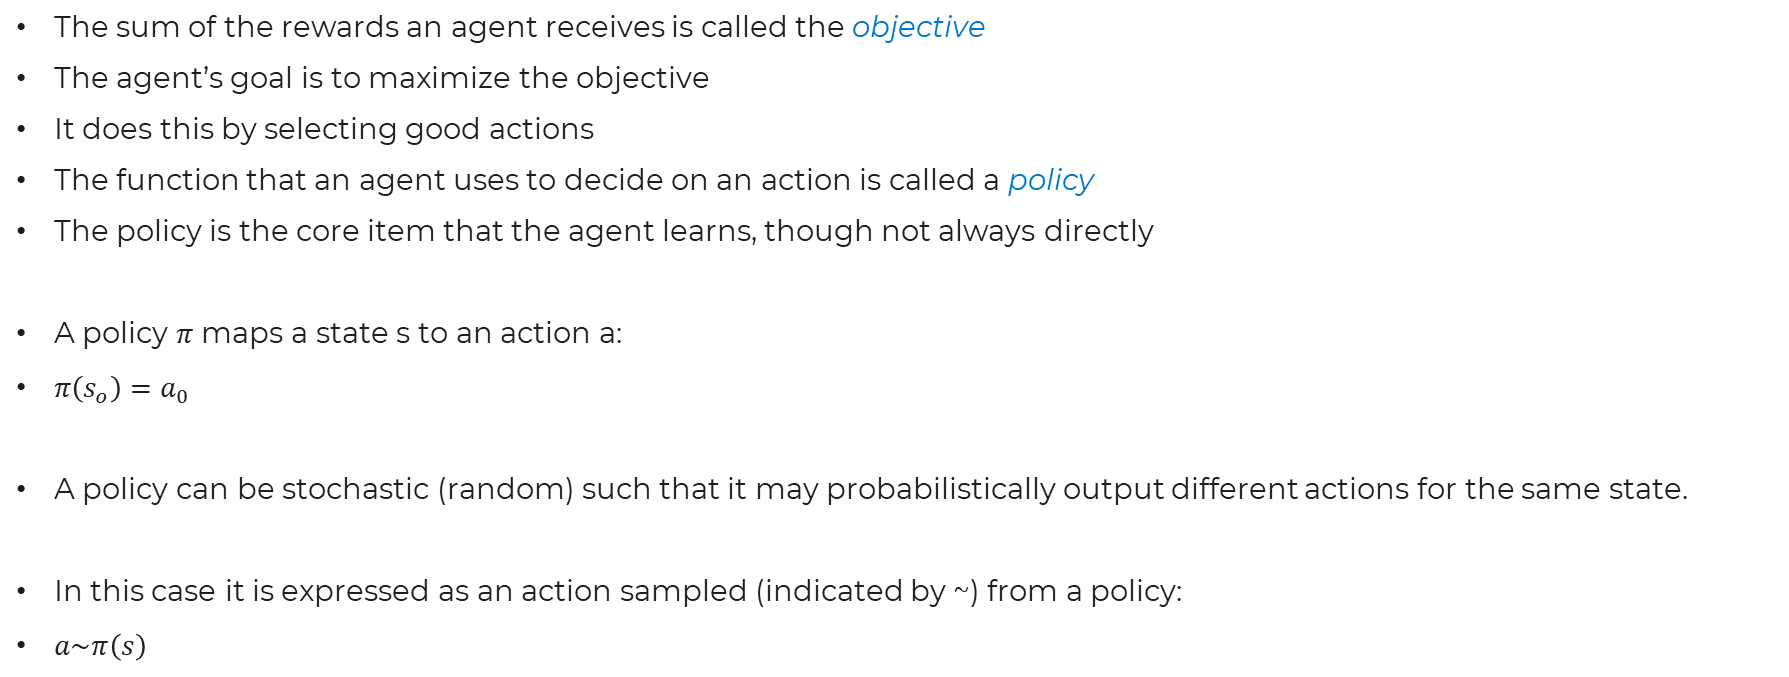 • The sum of the rewards an agent receives is called the objective
• The agent’s goal is to maximize the objective
• It does this by selecting good actions
• The function that an agent uses to decide on an action is called a policy
• The policy is the core item that the agent learns, though not always directly
• A policy π maps a state s to an action a:
• π(sₒ) = a₀
• A policy can be stochastic (random) such that it may probabilistically output different actions for the same state.
• In this case it is expressed as an action sampled (indicated by ~) from a policy:
• a~π(s)